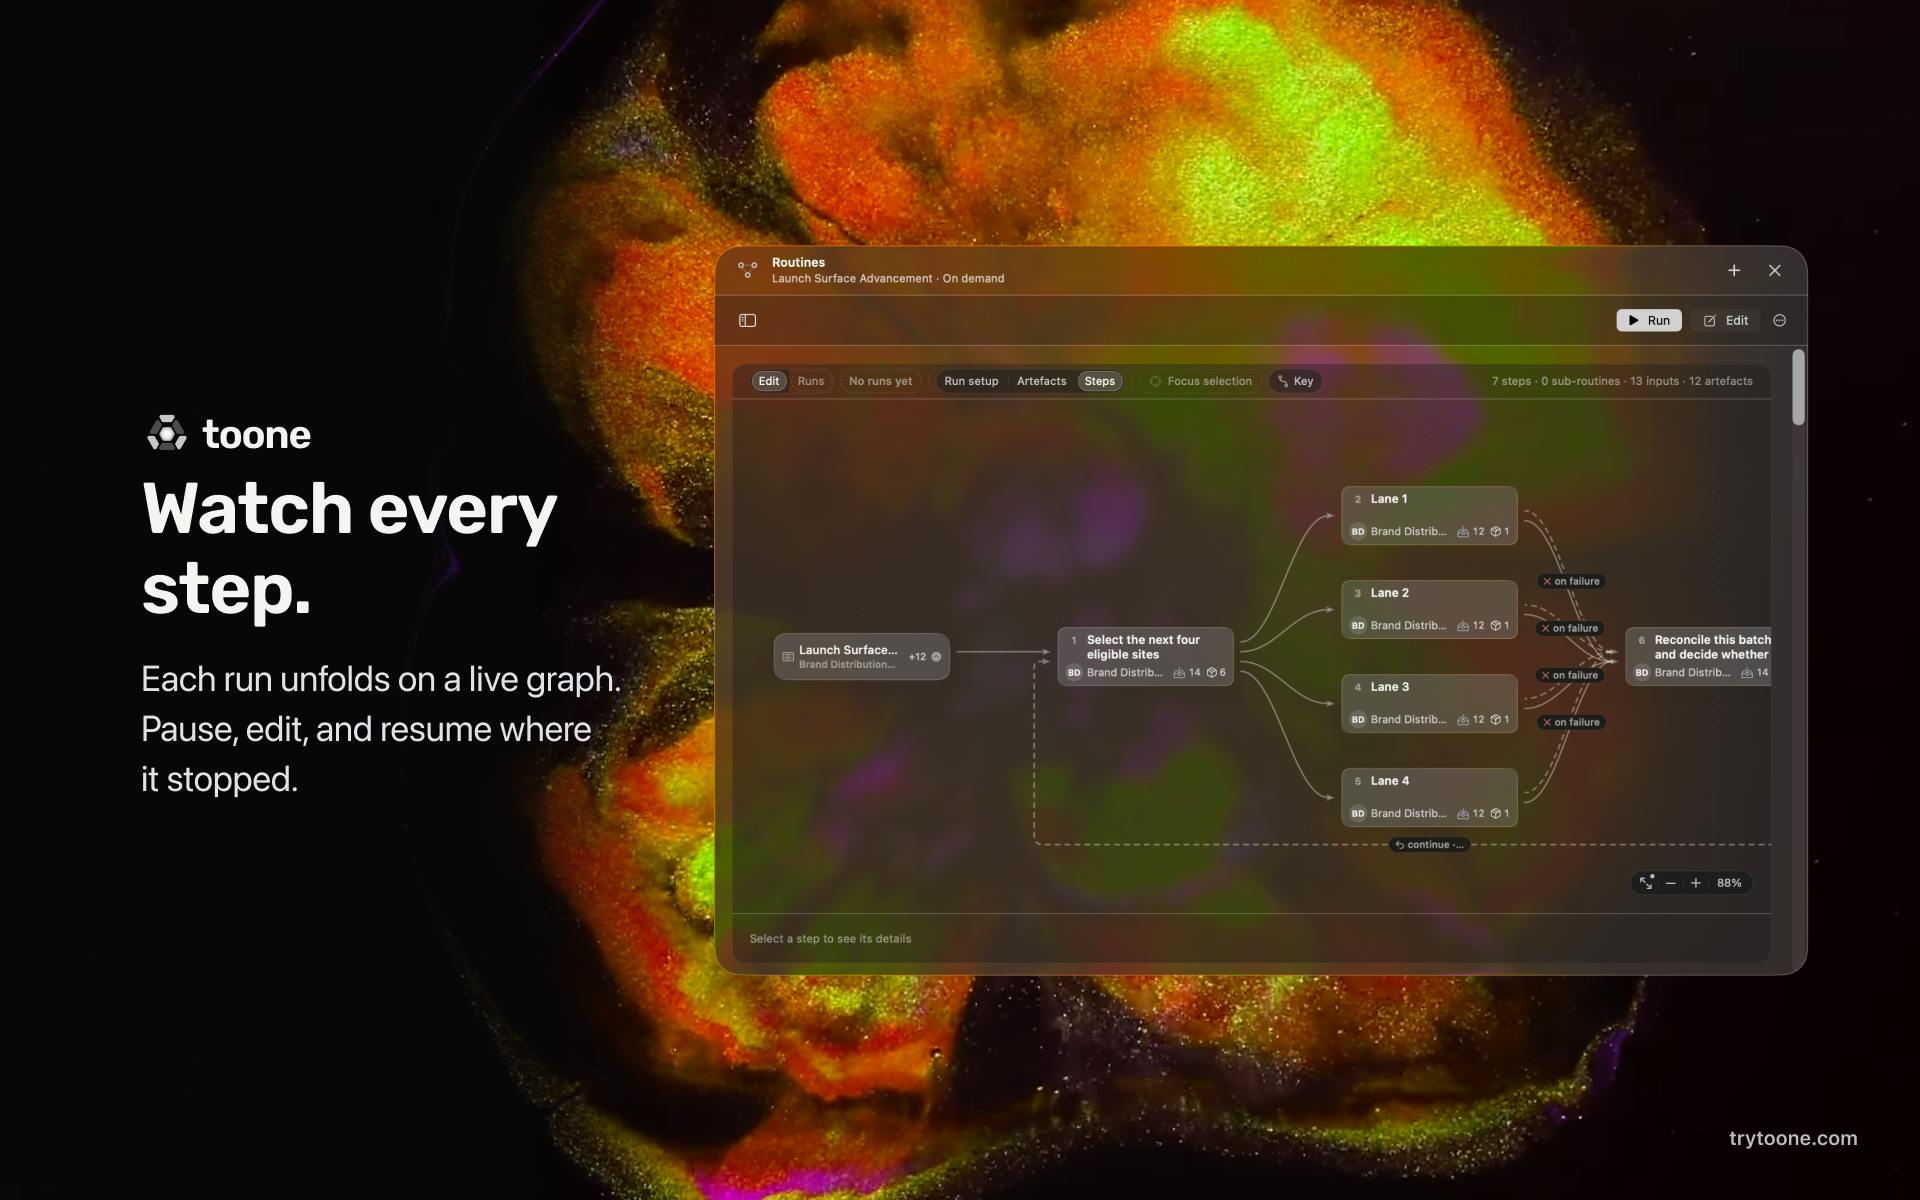 toone
Watch every
step.
Each run unfolds on a live graph.
Pause, edit, and resume where
it stopped.
Routines
Launch Surface Advancement · On demand
Run
Edit
Edit
Runs
No runs yet
Run setup
Artefacts
Steps
Focus selection
Key
7 steps · 0 sub-routines · 13 inputs · 12 artefacts
Launch Surface...
Brand Distribution...
+12
1 Select the next four
eligible sites
BD Brand Distrib... 14 6
2 Lane 1
BD Brand Distrib... 12 1
3 Lane 2
BD Brand Distrib... 12 1
4 Lane 3
BD Brand Distrib... 12 1
5 Lane 4
BD Brand Distrib... 12 1
on failure
on failure
on failure
on failure
6 Reconcile this batch
and decide whether
BD Brand Distrib... 14
continue ·...
88%
Select a step to see its details
trytoone.com